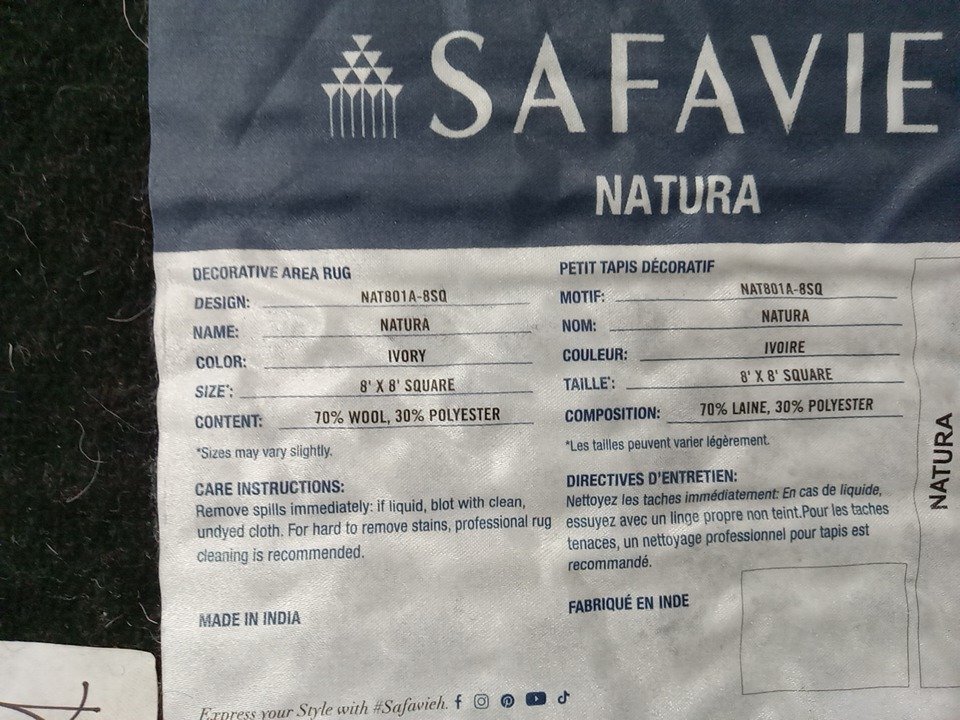 SAFAVIE
NATURA
DECORATIVE AREA RUG
DESIGN: NAT801A-8SQ
NAME: NATURA
COLOR: IVORY
SIZE*: 8' X 8' SQUARE
CONTENT: 70% WOOL, 30% POLYESTER
*Sizes may vary slightly.
CARE INSTRUCTIONS:
Remove spills immediately: if liquid, blot with clean,
undyed cloth. For hard to remove stains, professional rug
cleaning is recommended.
MADE IN INDIA
PETIT TAPIS DÉCORATIF
MOTIF: NAT801A-8SQ
NOM: NATURA
COULEUR: IVOIRE
TAILLE*: 8' X 8' SQUARE
COMPOSITION: 70% LAINE, 30% POLYESTER
*Les tailles peuvent varier légèrement.
DIRECTIVES D'ENTRETIEN:
Nettoyez les taches immédiatement: En cas de liquide,
essuyez avec un linge propre non teint.Pour les taches
tenaces, un nettoyage professionnel pour tapis est
recommandé.
FABRIQUÉ EN INDE
NATURA
Express your Style with #Safavieh.